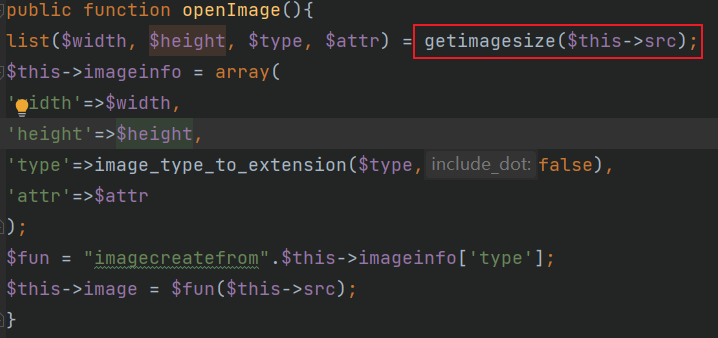 public function openImage(){
list($width, $height, $type, $attr) = getimagesize($this->src);
$this->imageinfo = array(
'idth'=>$width,
'height'=>$height,
'type'=>image_type_to_extension($type, include_dot: false),
'attr'=>$attr
);
$fun = "imagecreatefrom".$this->imageinfo['type'];
$this->image = $fun($this->src);
}